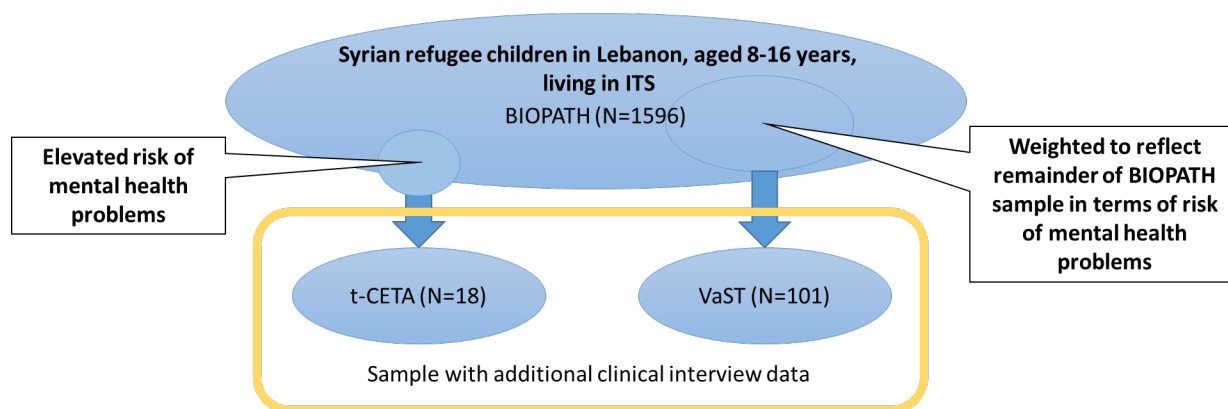 Syrian refugee children in Lebanon, aged 8-16 years,
living in ITS
BIOPATH (N=1596)
Elevated risk of
mental health
problems
Weighted to reflect
remainder of BIOPATH
sample in terms of risk
of mental health
problems
t-CETA (N=18)
VaST (N=101)
Sample with additional clinical interview data